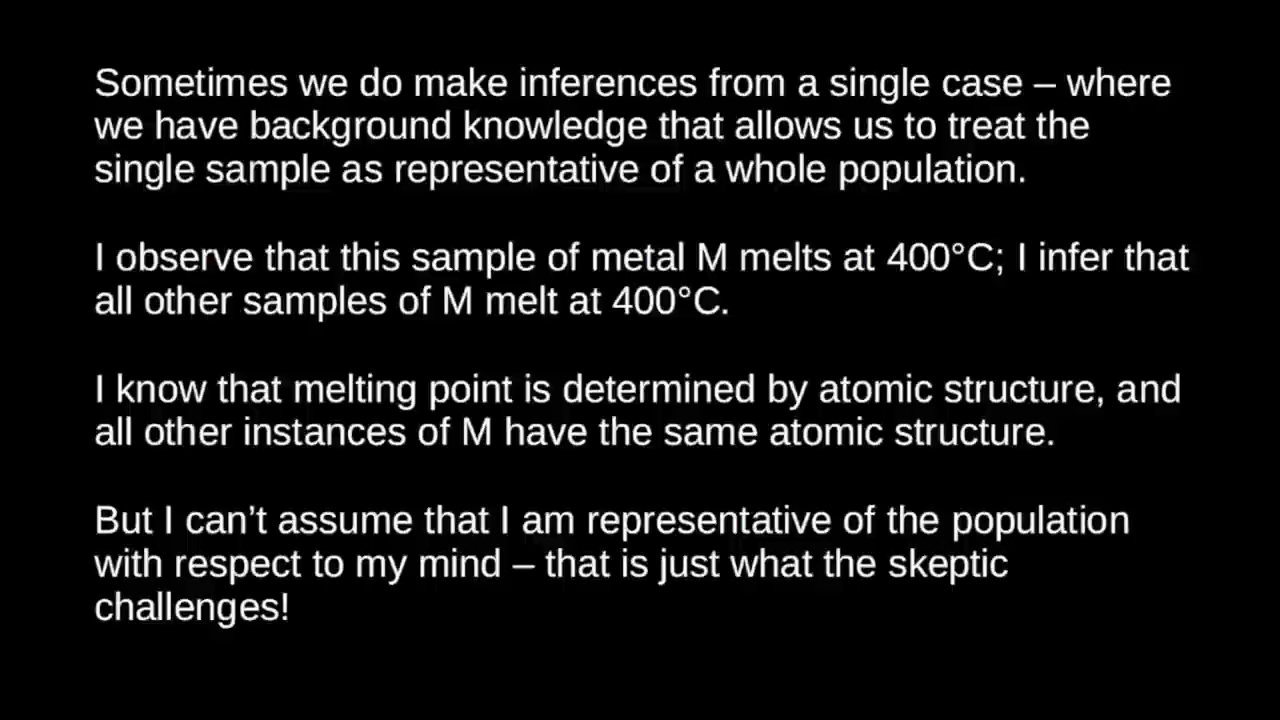 Sometimes we do make inferences from a single case – where
we have background knowledge that allows us to treat the
single sample as representative of a whole population.
I observe that this sample of metal M melts at 400°C; I infer that
all other samples of M melt at 400°C.
I know that melting point is determined by atomic structure, and
all other instances of M have the same atomic structure.
But I can’t assume that I am representative of the population
with respect to my mind – that is just what the skeptic
challenges!